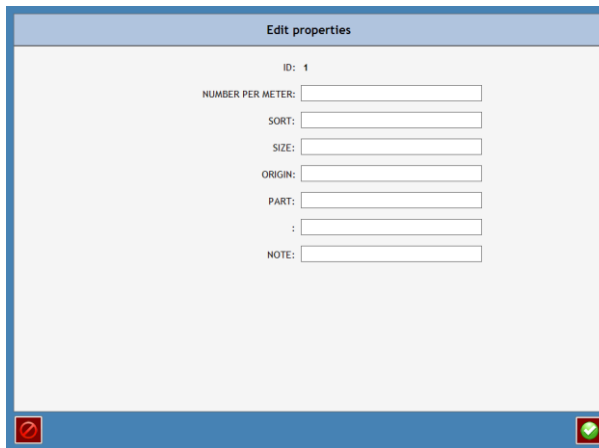 Edit properties
ID: 1
NUMBER PER METER:
SORT:
SIZE:
ORIGIN:
PART:
:
NOTE: